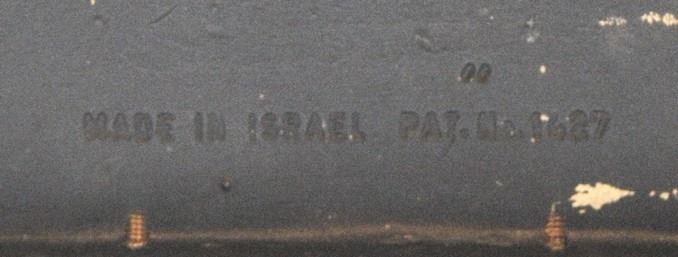 00
MADE IN ISRAEL PAT. No.